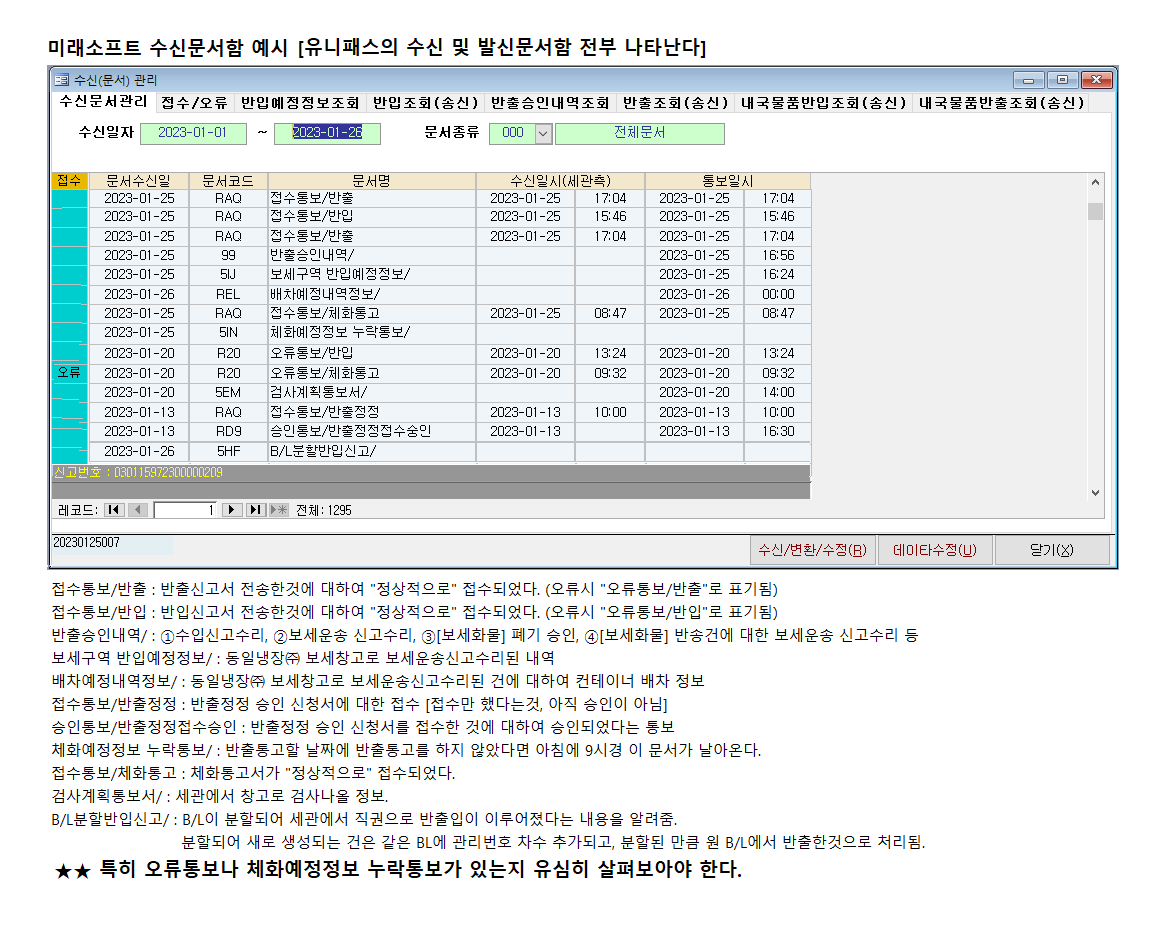 미래소프트 수신문서함 예시 [유니패스의 수신 및 발신문서함 전부 나타난다]
수신(문서) 관리
수신문서관리 접수/오류 반입예정정보조회 반입조회(송신) 반출승인내역조회 반출조회(송신) 내국물품반입조회(송신) 내국물품반출조회(송신)
수신일자 2023-01-01 ~ 2023-01-26 문서종류 000 전체문서
접수 문서수신일 문서코드 문서명 수신일시(세관측) 통보일시
2023-01-25 RAQ 접수통보/반출 2023-01-25 17:04 2023-01-25 17:04
2023-01-25 RAQ 접수통보/반입 2023-01-25 15:46 2023-01-25 15:46
2023-01-25 RAQ 접수통보/반출 2023-01-25 17:04 2023-01-25 17:04
2023-01-25 99 반출승인내역/ 2023-01-25 16:56
2023-01-25 5IJ 보세구역 반입예정정보/ 2023-01-25 16:24
2023-01-26 REL 배차예정내역정보/ 2023-01-26 00:00
2023-01-25 RAQ 접수통보/체화통고 2023-01-25 08:47 2023-01-25 08:47
2023-01-25 5IN 체화예정정보 누락통보/
2023-01-20 R20 오류통보/반입 2023-01-20 13:24 2023-01-20 13:24
오류 2023-01-20 R20 오류통보/체화통고 2023-01-20 09:32 2023-01-20 09:32
2023-01-20 5EM 검사계획통보서/ 2023-01-20 14:00
2023-01-13 RAQ 접수통보/반출정정 2023-01-13 10:00 2023-01-13 10:00
2023-01-13 RD9 승인통보/반출정정접수승인 2023-01-13 2023-01-13 16:30
2023-01-26 5HF B/L분할반입신고/
신고번호 : 030115972300000209
레코드: 1 전체: 1295
20230125007 수신/변환/수정(R) 데이타수정(U) 닫기(X)
접수통보/반출 : 반출신고서 전송한것에 대하여 "정상적으로" 접수되었다. (오류시 "오류통보/반출"로 표기됨)
접수통보/반입 : 반입신고서 전송한것에 대하여 "정상적으로" 접수되었다. (오류시 "오류통보/반입"로 표기됨)
반출승인내역/ : ①수입신고수리, ②보세운송 신고수리, ③[보세화물] 폐기 승인, ④[보세화물] 반송건에 대한 보세운송 신고수리 등
보세구역 반입예정정보/ : 동일냉장㈜ 보세창고로 보세운송신고수리된 내역
배차예정내역정보/ : 동일냉장㈜ 보세창고로 보세운송신고수리된 건에 대하여 컨테이너 배차 정보
접수통보/반출정정 : 반출정정 승인 신청서에 대한 접수 [접수만 했다는것, 아직 승인이 아님]
승인통보/반출정정접수승인 : 반출정정 승인 신청서를 접수한 것에 대하여 승인되었다는 통보
체화예정정보 누락통보/ : 반출통고할 날짜에 반출통고를 하지 않았다면 아침에 9시경 이 문서가 날아온다.
접수통보/체화통고 : 체화통고서가 "정상적으로" 접수되었다.
검사계획통보서/ : 세관에서 창고로 검사나올 정보.
B/L분할반입신고/ : B/L이 분할되어 세관에서 직권으로 반출입이 이루어졌다는 내용을 알려줌.
분할되어 새로 생성되는 건은 같은 BL에 관리번호 차수 추가되고, 분할된 만큼 원 B/L에서 반출한것으로 처리됨.
★★ 특히 오류통보나 체화예정정보 누락통보가 있는지 유심히 살펴보아야 한다.